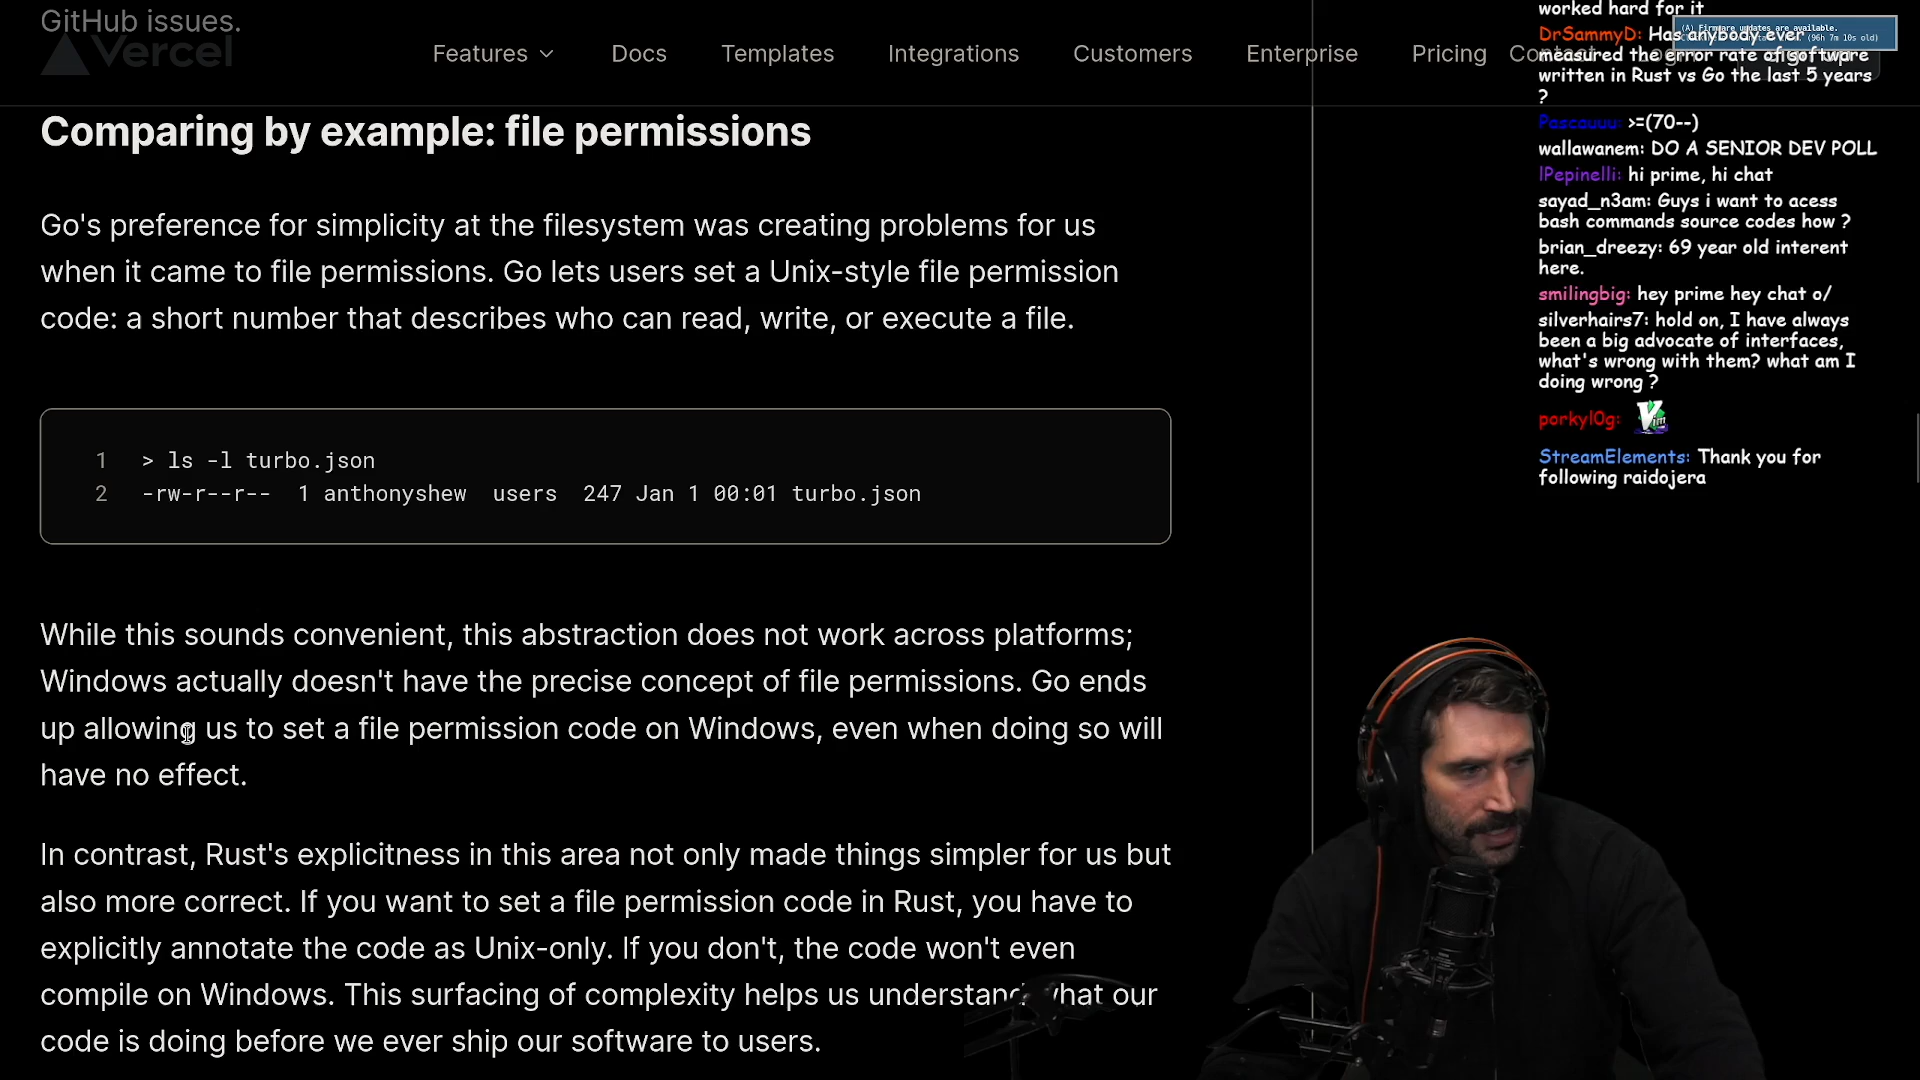 GitHub issues.
Vercel
Features
Docs
Templates
Integrations
Customers
Enterprise
Pricing
Comparing by example: file permissions
Go's preference for simplicity at the filesystem was creating problems for us
when it came to file permissions. Go lets users set a Unix-style file permission
code: a short number that describes who can read, write, or execute a file.
1 > ls -l turbo.json
2 -rw-r--r-- 1 anthonyshew users 247 Jan 1 00:01 turbo.json
While this sounds convenient, this abstraction does not work across platforms;
Windows actually doesn't have the precise concept of file permissions. Go ends
up allowing us to set a file permission code on Windows, even when doing so will
have no effect.
In contrast, Rust's explicitness in this area not only made things simpler for us but
also more correct. If you want to set a file permission code in Rust, you have to
explicitly annotate the code as Unix-only. If you don't, the code won't even
compile on Windows. This surfacing of complexity helps us understand what our
code is doing before we ever ship our software to users.
worked hard for it
(A) Firmware updates are available.
DrSammyD: Has anybody ever
measured the error rate of software
written in Rust vs Go the last 5 years
?
Pascauuu: >=(70--)
wallawanem: DO A SENIOR DEV POLL
lPepinelli: hi prime, hi chat
sayad_n3am: Guys i want to acess
bash commands source codes how ?
brian_dreezy: 69 year old interent
here.
smilingbig: hey prime hey chat o/
silverhairs7: hold on, I have always
been a big advocate of interfaces,
what's wrong with them? what am I
doing wrong ?
porkyl0g:
Vim
StreamElements: Thank you for
following raidojera